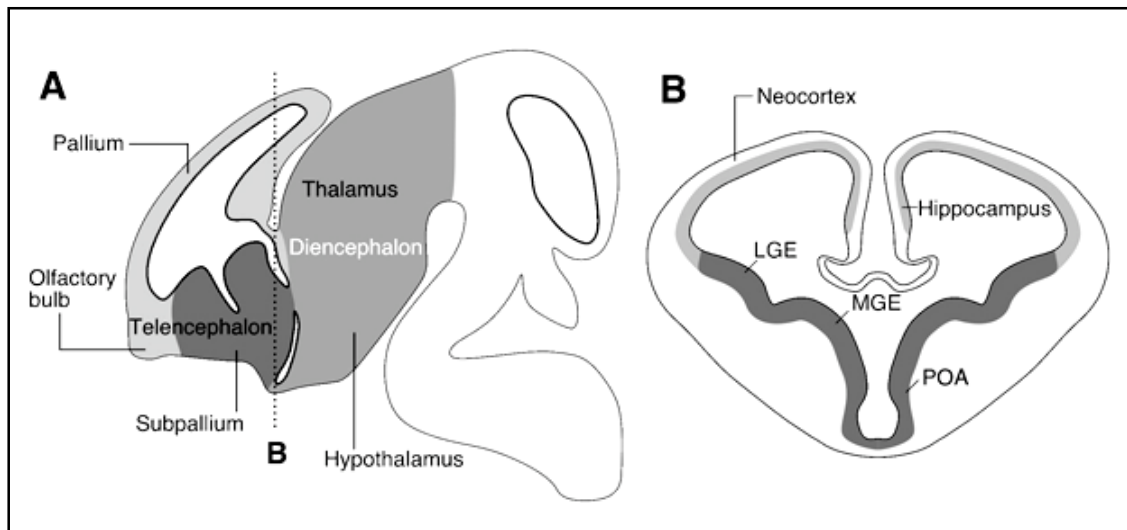 A
Pallium
Thalamus
Diencephalon
Olfactory
bulb
Telencephalon
Subpallium
B
Hypothalamus
B
Neocortex
Hippocampus
LGE
MGE
POA